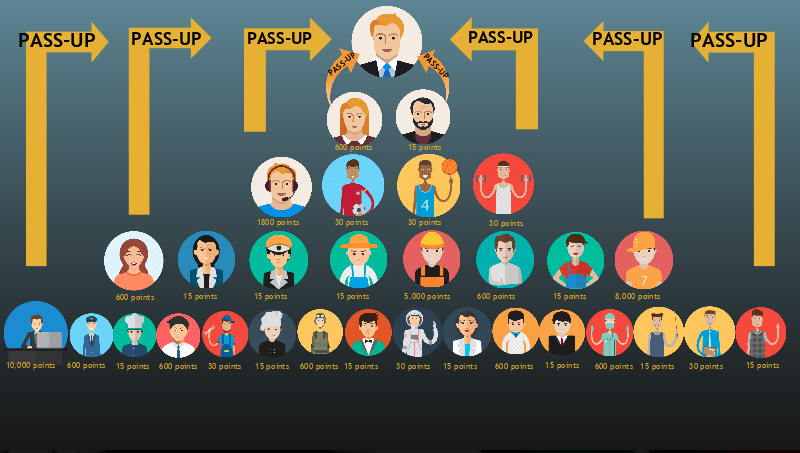 PASS-UP
PASS-UP
PASS-UP
PASS-UP
PASS-UP
PASS-UP
PASS-UP
PASS-UP
600 points
15 points
1800 points
30 points
30 points
4
30 points
600 points
15 points
15 points
15 points
5,000 points
600 points
15 points
7
8,000 points
10,000 points
600 points
15 points
600 points
30 points
15 points
600 points
15 points
30 points
15 points
600 points
15 points
600 points
15 points
30 points
15 points